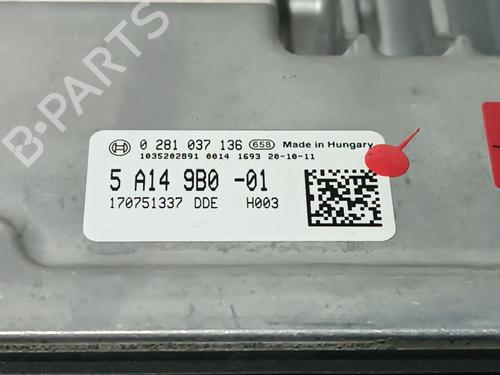 0 281 037 136 658 Made in Hungary
1035202891 0014 1693 20-10-11
5 A14 9B0 -01
170751337 DDE H003
B-PARTS